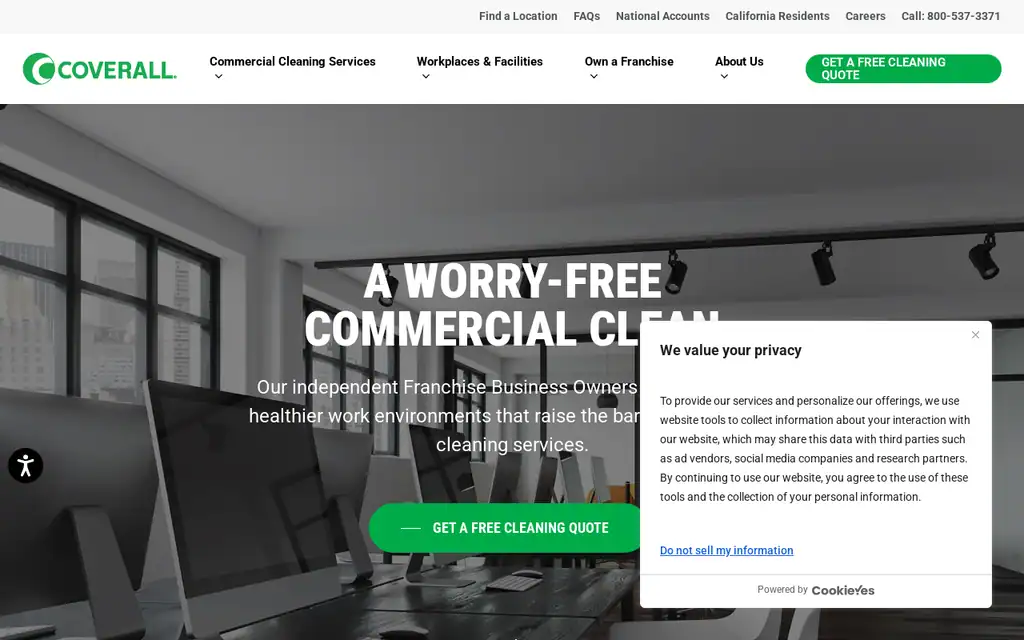 Find a Location FAQs National Accounts California Residents Careers Call: 800-537-3371
COVERALL. Commercial Cleaning Services Workplaces & Facilities Own a Franchise About Us GET A FREE CLEANING
QUOTE
A WORRY-FREE
COMMERCIAL CLEAN
Our independent Franchise Business Owners
healthier work environments that raise the bar
cleaning services.
GET A FREE CLEANING QUOTE
We value your privacy
To provide our services and personalize our offerings, we use
website tools to collect information about your interaction with
our website, which may share this data with third parties such
as ad vendors, social media companies and research partners.
By continuing to use our website, you agree to the use of these
tools and the collection of your personal information.
Do not sell my information
Powered by CookieYes